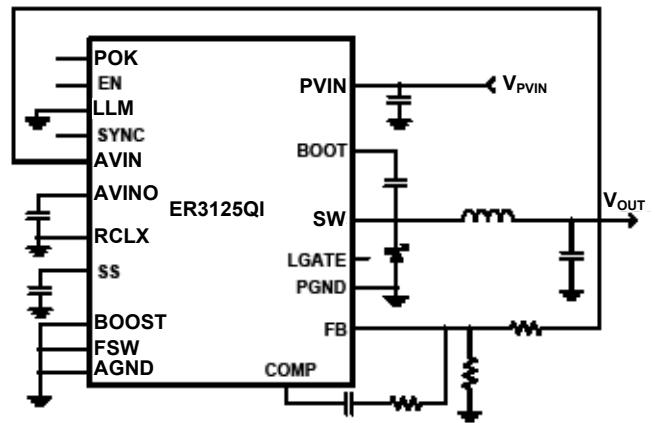 POK
EN
LLM
SYNC
AVIN
AVINO
RCLX
SS
BOOST
FSW
AGND
ER3125QI
COMP
PVIN
BOOT
SW
LGATE
PGND
FB
VPVIN
VOUT